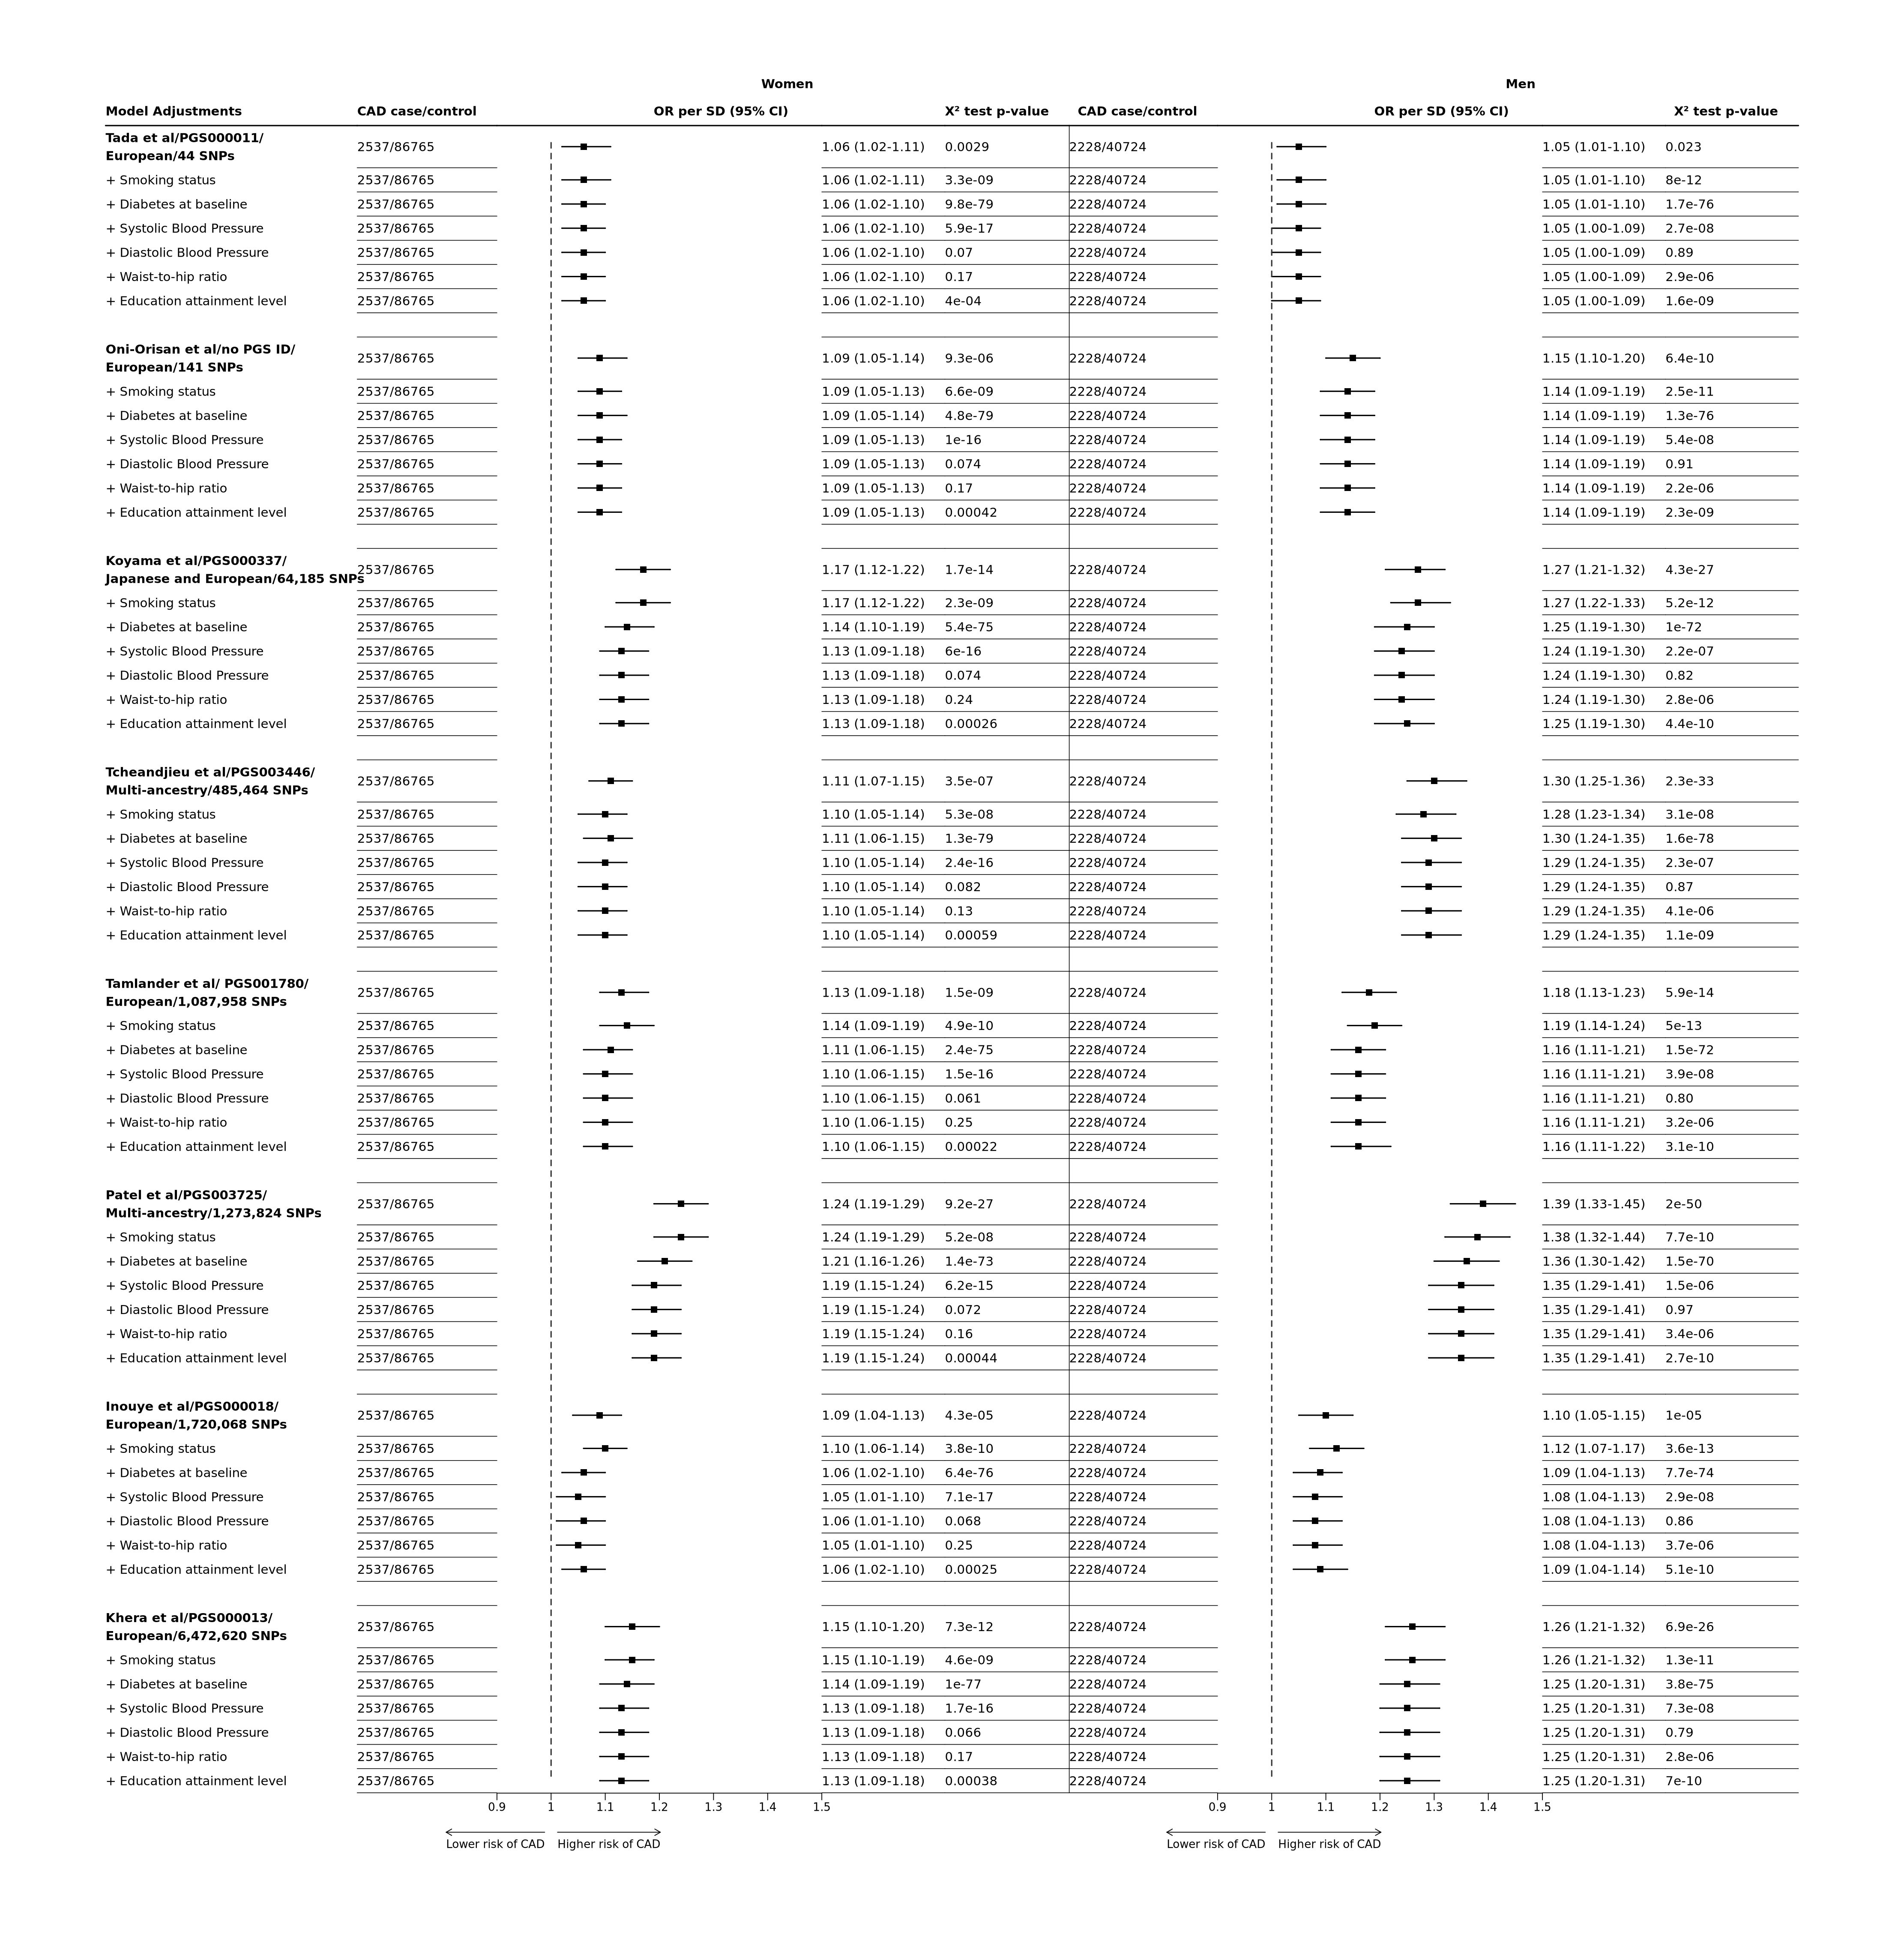 Women Men
Model Adjustments CAD case/control OR per SD (95% CI) X² test p-value CAD case/control OR per SD (95% CI) X² test p-value
Tada et al/PGS000011/
European/44 SNPs 2537/86765 1.06 (1.02-1.11) 0.0029 2228/40724 1.05 (1.01-1.10) 0.023
+ Smoking status 2537/86765 1.06 (1.02-1.11) 3.3e-09 2228/40724 1.05 (1.01-1.10) 8e-12
+ Diabetes at baseline 2537/86765 1.06 (1.02-1.10) 9.8e-79 2228/40724 1.05 (1.01-1.10) 1.7e-76
+ Systolic Blood Pressure 2537/86765 1.06 (1.02-1.10) 5.9e-17 2228/40724 1.05 (1.00-1.09) 2.7e-08
+ Diastolic Blood Pressure 2537/86765 1.06 (1.02-1.10) 0.07 2228/40724 1.05 (1.00-1.09) 0.89
+ Waist-to-hip ratio 2537/86765 1.06 (1.02-1.10) 0.17 2228/40724 1.05 (1.00-1.09) 2.9e-06
+ Education attainment level 2537/86765 1.06 (1.02-1.10) 4e-04 2228/40724 1.05 (1.00-1.09) 1.6e-09
Oni-Orisan et al/no PGS ID/
European/141 SNPs 2537/86765 1.09 (1.05-1.14) 9.3e-06 2228/40724 1.15 (1.10-1.20) 6.4e-10
+ Smoking status 2537/86765 1.09 (1.05-1.13) 6.6e-09 2228/40724 1.14 (1.09-1.19) 2.5e-11
+ Diabetes at baseline 2537/86765 1.09 (1.05-1.14) 4.8e-79 2228/40724 1.14 (1.09-1.19) 1.3e-76
+ Systolic Blood Pressure 2537/86765 1.09 (1.05-1.13) 1e-16 2228/40724 1.14 (1.09-1.19) 5.4e-08
+ Diastolic Blood Pressure 2537/86765 1.09 (1.05-1.13) 0.074 2228/40724 1.14 (1.09-1.19) 0.91
+ Waist-to-hip ratio 2537/86765 1.09 (1.05-1.13) 0.17 2228/40724 1.14 (1.09-1.19) 2.2e-06
+ Education attainment level 2537/86765 1.09 (1.05-1.13) 0.00042 2228/40724 1.14 (1.09-1.19) 2.3e-09
Koyama et al/PGS000337/
Japanese and European/64,185 SNPs 2537/86765 1.17 (1.12-1.22) 1.7e-14 2228/40724 1.27 (1.21-1.32) 4.3e-27
+ Smoking status 2537/86765 1.17 (1.12-1.22) 2.3e-09 2228/40724 1.27 (1.22-1.33) 5.2e-12
+ Diabetes at baseline 2537/86765 1.14 (1.10-1.19) 5.4e-75 2228/40724 1.25 (1.19-1.30) 1e-72
+ Systolic Blood Pressure 2537/86765 1.13 (1.09-1.18) 6e-16 2228/40724 1.24 (1.19-1.30) 2.2e-07
+ Diastolic Blood Pressure 2537/86765 1.13 (1.09-1.18) 0.074 2228/40724 1.24 (1.19-1.30) 0.82
+ Waist-to-hip ratio 2537/86765 1.13 (1.09-1.18) 0.24 2228/40724 1.24 (1.19-1.30) 2.8e-06
+ Education attainment level 2537/86765 1.13 (1.09-1.18) 0.00026 2228/40724 1.25 (1.19-1.30) 4.4e-10
Tcheandjieu et al/PGS003446/
Multi-ancestry/485,464 SNPs 2537/86765 1.11 (1.07-1.15) 3.5e-07 2228/40724 1.30 (1.25-1.36) 2.3e-33
+ Smoking status 2537/86765 1.10 (1.05-1.14) 5.3e-08 2228/40724 1.28 (1.23-1.34) 3.1e-08
+ Diabetes at baseline 2537/86765 1.11 (1.06-1.15) 1.3e-79 2228/40724 1.30 (1.24-1.35) 1.6e-78
+ Systolic Blood Pressure 2537/86765 1.10 (1.05-1.14) 2.4e-16 2228/40724 1.29 (1.24-1.35) 2.3e-07
+ Diastolic Blood Pressure 2537/86765 1.10 (1.05-1.14) 0.082 2228/40724 1.29 (1.24-1.35) 0.87
+ Waist-to-hip ratio 2537/86765 1.10 (1.05-1.14) 0.13 2228/40724 1.29 (1.24-1.35) 4.1e-06
+ Education attainment level 2537/86765 1.10 (1.05-1.14) 0.00059 2228/40724 1.29 (1.24-1.35) 1.1e-09
Tamlander et al/ PGS001780/
European/1,087,958 SNPs 2537/86765 1.13 (1.09-1.18) 1.5e-09 2228/40724 1.18 (1.13-1.23) 5.9e-14
+ Smoking status 2537/86765 1.14 (1.09-1.19) 4.9e-10 2228/40724 1.19 (1.14-1.24) 5e-13
+ Diabetes at baseline 2537/86765 1.11 (1.06-1.15) 2.4e-75 2228/40724 1.16 (1.11-1.21) 1.5e-72
+ Systolic Blood Pressure 2537/86765 1.10 (1.06-1.15) 1.5e-16 2228/40724 1.16 (1.11-1.21) 3.9e-08
+ Diastolic Blood Pressure 2537/86765 1.10 (1.06-1.15) 0.061 2228/40724 1.16 (1.11-1.21) 0.80
+ Waist-to-hip ratio 2537/86765 1.10 (1.06-1.15) 0.25 2228/40724 1.16 (1.11-1.21) 3.2e-06
+ Education attainment level 2537/86765 1.10 (1.06-1.15) 0.00022 2228/40724 1.16 (1.11-1.22) 3.1e-10
Patel et al/PGS003725/
Multi-ancestry/1,273,824 SNPs 2537/86765 1.24 (1.19-1.29) 9.2e-27 2228/40724 1.39 (1.33-1.45) 2e-50
+ Smoking status 2537/86765 1.24 (1.19-1.29) 5.2e-08 2228/40724 1.38 (1.32-1.44) 7.7e-10
+ Diabetes at baseline 2537/86765 1.21 (1.16-1.26) 1.4e-73 2228/40724 1.36 (1.30-1.42) 1.5e-70
+ Systolic Blood Pressure 2537/86765 1.19 (1.15-1.24) 6.2e-15 2228/40724 1.35 (1.29-1.41) 1.5e-06
+ Diastolic Blood Pressure 2537/86765 1.19 (1.15-1.24) 0.072 2228/40724 1.35 (1.29-1.41) 0.97
+ Waist-to-hip ratio 2537/86765 1.19 (1.15-1.24) 0.16 2228/40724 1.35 (1.29-1.41) 3.4e-06
+ Education attainment level 2537/86765 1.19 (1.15-1.24) 0.00044 2228/40724 1.35 (1.29-1.41) 2.7e-10
Inouye et al/PGS000018/
European/1,720,068 SNPs 2537/86765 1.09 (1.04-1.13) 4.3e-05 2228/40724 1.10 (1.05-1.15) 1e-05
+ Smoking status 2537/86765 1.10 (1.06-1.14) 3.8e-10 2228/40724 1.12 (1.07-1.17) 3.6e-13
+ Diabetes at baseline 2537/86765 1.06 (1.02-1.10) 6.4e-76 2228/40724 1.09 (1.04-1.13) 7.7e-74
+ Systolic Blood Pressure 2537/86765 1.05 (1.01-1.10) 7.1e-17 2228/40724 1.08 (1.04-1.13) 2.9e-08
+ Diastolic Blood Pressure 2537/86765 1.06 (1.01-1.10) 0.068 2228/40724 1.08 (1.04-1.13) 0.86
+ Waist-to-hip ratio 2537/86765 1.05 (1.01-1.10) 0.25 2228/40724 1.08 (1.04-1.13) 3.7e-06
+ Education attainment level 2537/86765 1.06 (1.02-1.10) 0.00025 2228/40724 1.09 (1.04-1.14) 5.1e-10
Khera et al/PGS000013/
European/6,472,620 SNPs 2537/86765 1.15 (1.10-1.20) 7.3e-12 2228/40724 1.26 (1.21-1.32) 6.9e-26
+ Smoking status 2537/86765 1.15 (1.10-1.19) 4.6e-09 2228/40724 1.26 (1.21-1.32) 1.3e-11
+ Diabetes at baseline 2537/86765 1.14 (1.09-1.19) 1e-77 2228/40724 1.25 (1.20-1.31) 3.8e-75
+ Systolic Blood Pressure 2537/86765 1.13 (1.09-1.18) 1.7e-16 2228/40724 1.25 (1.20-1.31) 7.3e-08
+ Diastolic Blood Pressure 2537/86765 1.13 (1.09-1.18) 0.066 2228/40724 1.25 (1.20-1.31) 0.79
+ Waist-to-hip ratio 2537/86765 1.13 (1.09-1.18) 0.17 2228/40724 1.25 (1.20-1.31) 2.8e-06
+ Education attainment level 2537/86765 1.13 (1.09-1.18) 0.00038 2228/40724 1.25 (1.20-1.31) 7e-10
0.9 1 1.1 1.2 1.3 1.4 1.5 0.9 1 1.1 1.2 1.3 1.4 1.5
Lower risk of CAD Higher risk of CAD Lower risk of CAD Higher risk of CAD